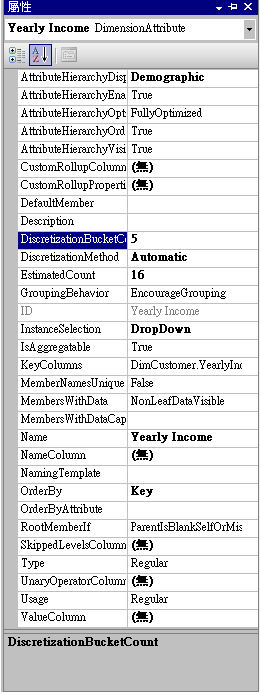 屬性
Yearly Income DimensionAttribute
AttributeHierarchyDisp Demographic
AttributeHierarchyEna True
AttributeHierarchyOpt FullyOptimized
AttributeHierarchyOrd True
AttributeHierarchyVisi True
CustomRollupColumn (無)
CustomRollupProperti (無)
DefaultMember
Description
DiscretizationBucketCo 5
DiscretizationMethod Automatic
EstimatedCount 16
GroupingBehavior EncourageGrouping
ID Yearly Income
InstanceSelection DropDown
IsAggregatable True
KeyColumns DimCustomer.YearlyInc
MemberNamesUnique False
MembersWithData NonLeafDataVisible
MembersWithDataCap
Name Yearly Income
NameColumn (無)
NamingTemplate
OrderBy Key
OrderByAttribute
RootMemberIf ParentIsBlankSelfOrMis
SkippedLevelsColumn (無)
Type Regular
UnaryOperatorColumn (無)
Usage Regular
ValueColumn (無)
DiscretizationBucketCount